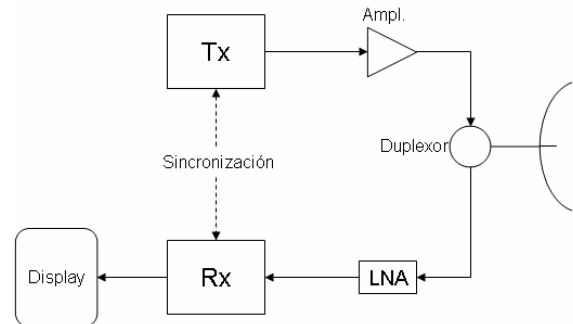 Ampl.
Tx
Duplexor
Sincronización
Display
Rx
LNA